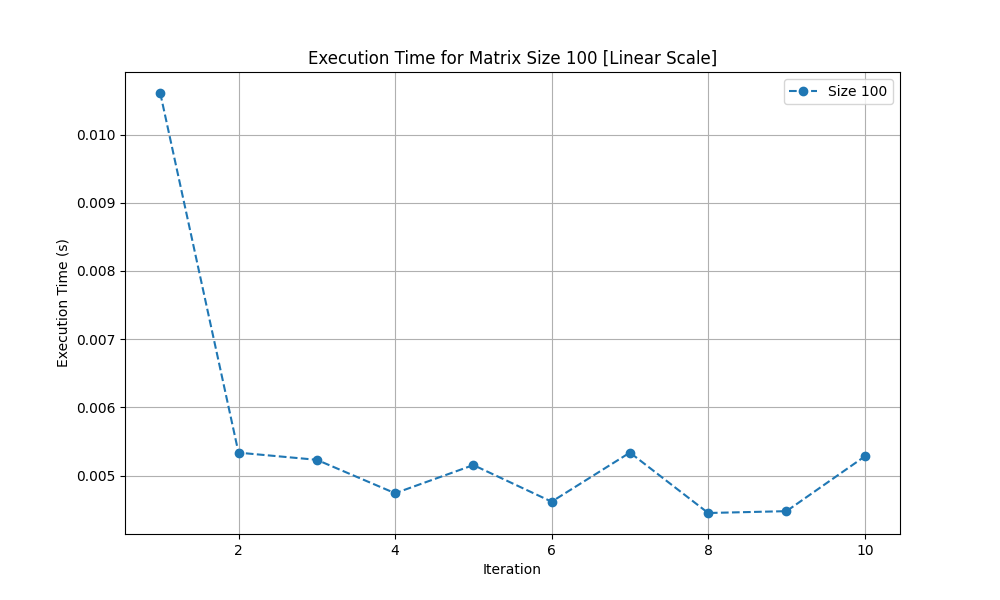 Execution Time for Matrix Size 100 [Linear Scale]
Size 100
Execution Time (s)
0.010
0.009
0.008
0.007
0.006
0.005
2 4 6 8 10
Iteration